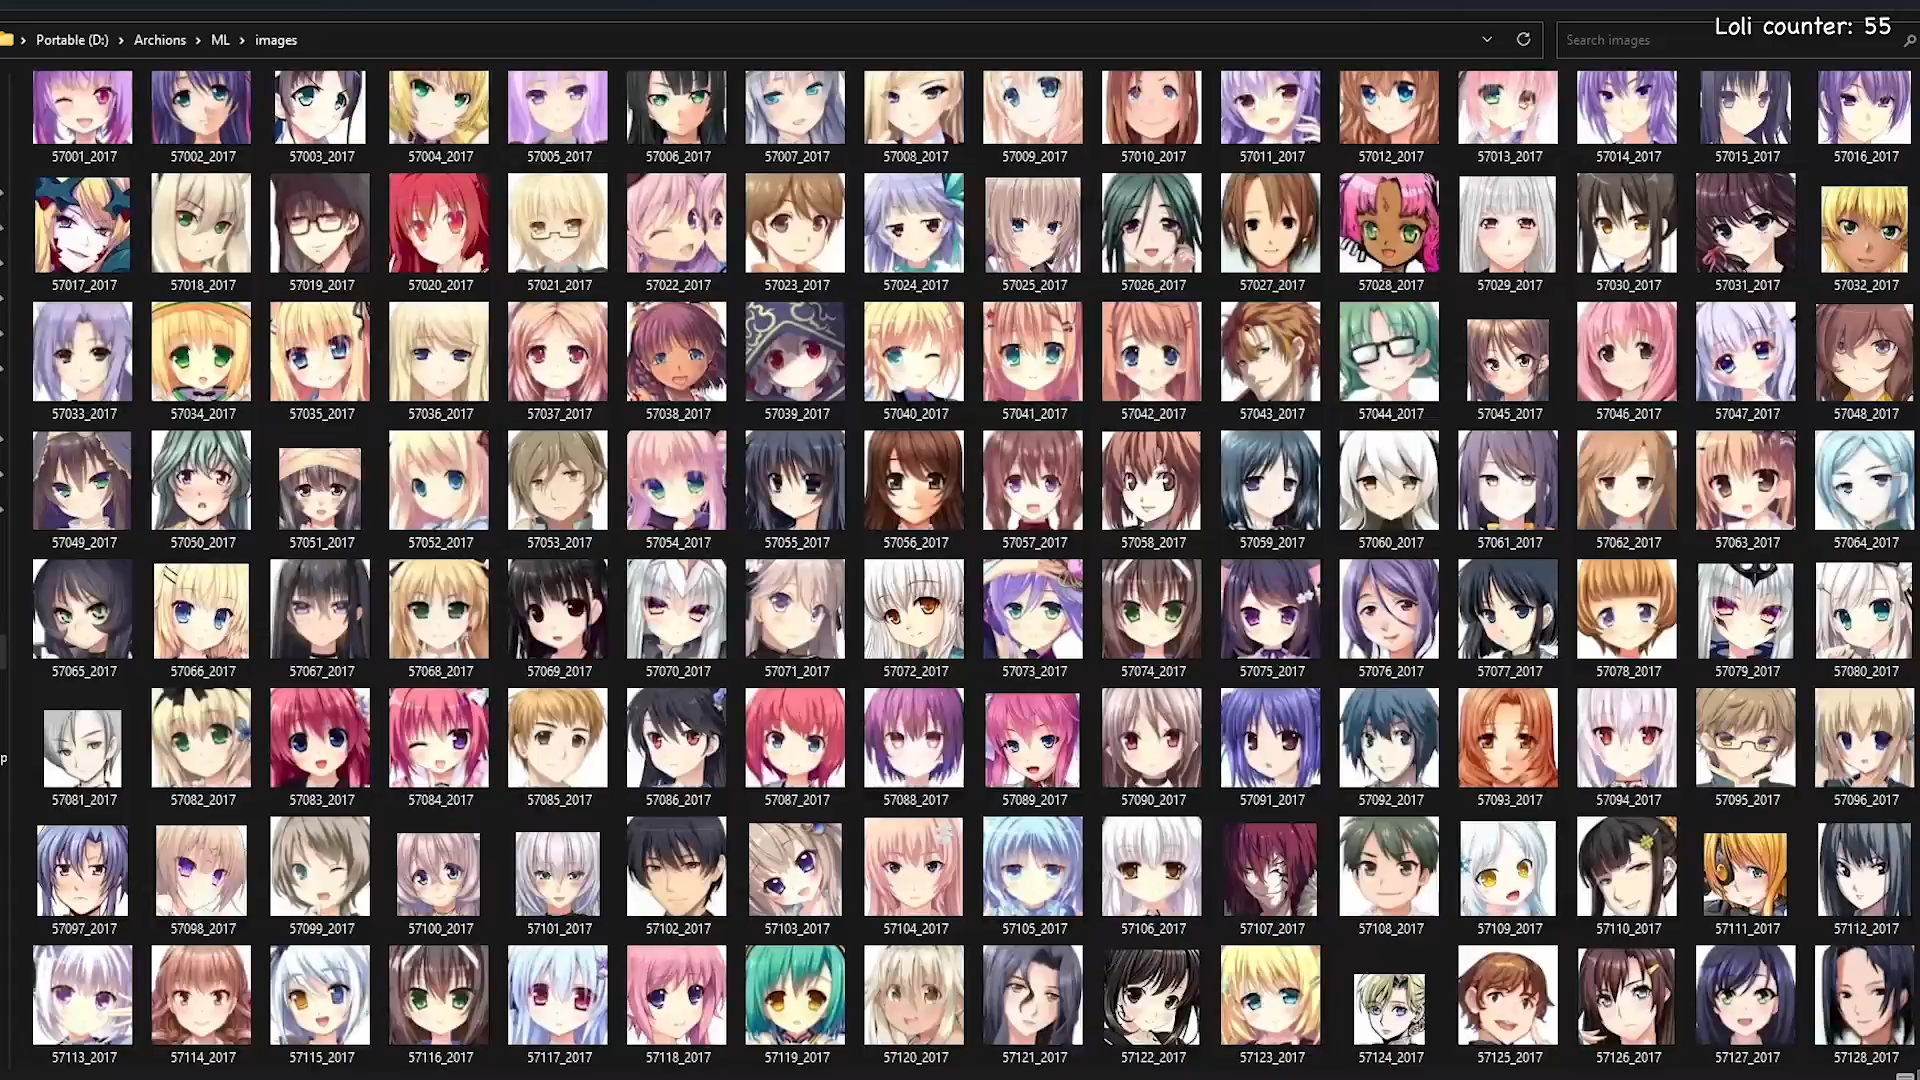 Loli counter: 55
Portable (D:) › Archions › ML › images
Search images
57001_2017 57002_2017 57003_2017 57004_2017 57005_2017 57006_2017 57007_2017 57008_2017 57009_2017 57010_2017 57011_2017 57012_2017 57013_2017 57014_2017 57015_2017 57016_2017
57017_2017 57018_2017 57019_2017 57020_2017 57021_2017 57022_2017 57023_2017 57024_2017 57025_2017 57026_2017 57027_2017 57028_2017 57029_2017 57030_2017 57031_2017 57032_2017
57033_2017 57034_2017 57035_2017 57036_2017 57037_2017 57038_2017 57039_2017 57040_2017 57041_2017 57042_2017 57043_2017 57044_2017 57045_2017 57046_2017 57047_2017 57048_2017
57049_2017 57050_2017 57051_2017 57052_2017 57053_2017 57054_2017 57055_2017 57056_2017 57057_2017 57058_2017 57059_2017 57060_2017 57061_2017 57062_2017 57063_2017 57064_2017
57065_2017 57066_2017 57067_2017 57068_2017 57069_2017 57070_2017 57071_2017 57072_2017 57073_2017 57074_2017 57075_2017 57076_2017 57077_2017 57078_2017 57079_2017 57080_2017
p
57081_2017 57082_2017 57083_2017 57084_2017 57085_2017 57086_2017 57087_2017 57088_2017 57089_2017 57090_2017 57091_2017 57092_2017 57093_2017 57094_2017 57095_2017 57096_2017
57097_2017 57098_2017 57099_2017 57100_2017 57101_2017 57102_2017 57103_2017 57104_2017 57105_2017 57106_2017 57107_2017 57108_2017 57109_2017 57110_2017 57111_2017 57112_2017
57113_2017 57114_2017 57115_2017 57116_2017 57117_2017 57118_2017 57119_2017 57120_2017 57121_2017 57122_2017 57123_2017 57124_2017 57125_2017 57126_2017 57127_2017 57128_2017